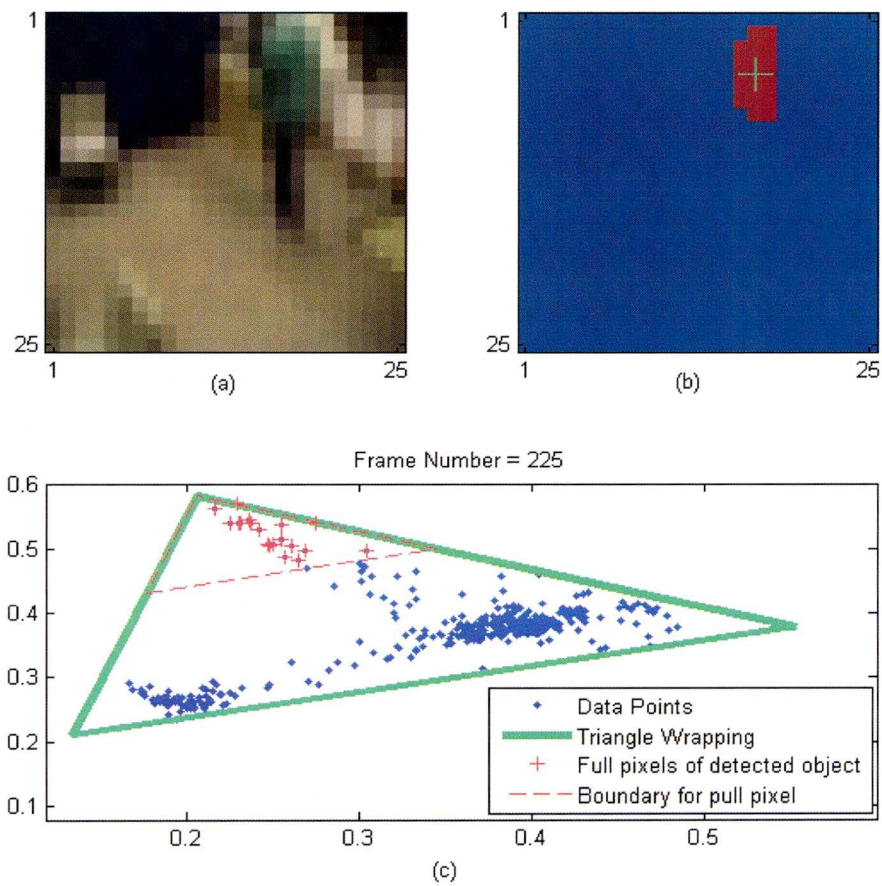 1
25
1
25
(a)
1
25
1
25
(b)
Frame Number = 225
0.6
0.5
0.4
0.3
0.2
0.1
0.2
0.3
0.4
0.5
Data Points
Triangle Wrapping
Full pixels of detected object
Boundary for pull pixel
(c)